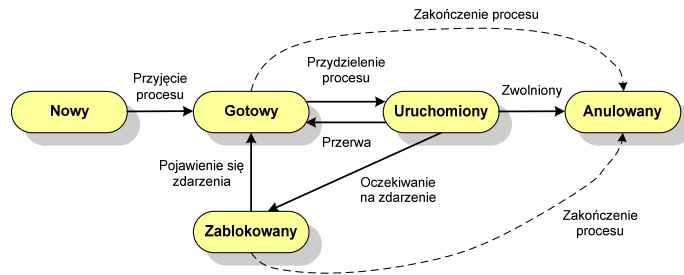 Zakończenie procesu
Przyjęcie
procesu
Przydzielenie
procesu
Zwolniony
Nowy
Gotowy
Uruchomiony
Anulowany
Przerwa
Pojawienie się
zdarzenia
Oczekiwanie
na zdarzenie
Zablokowany
Zakończenie
procesu